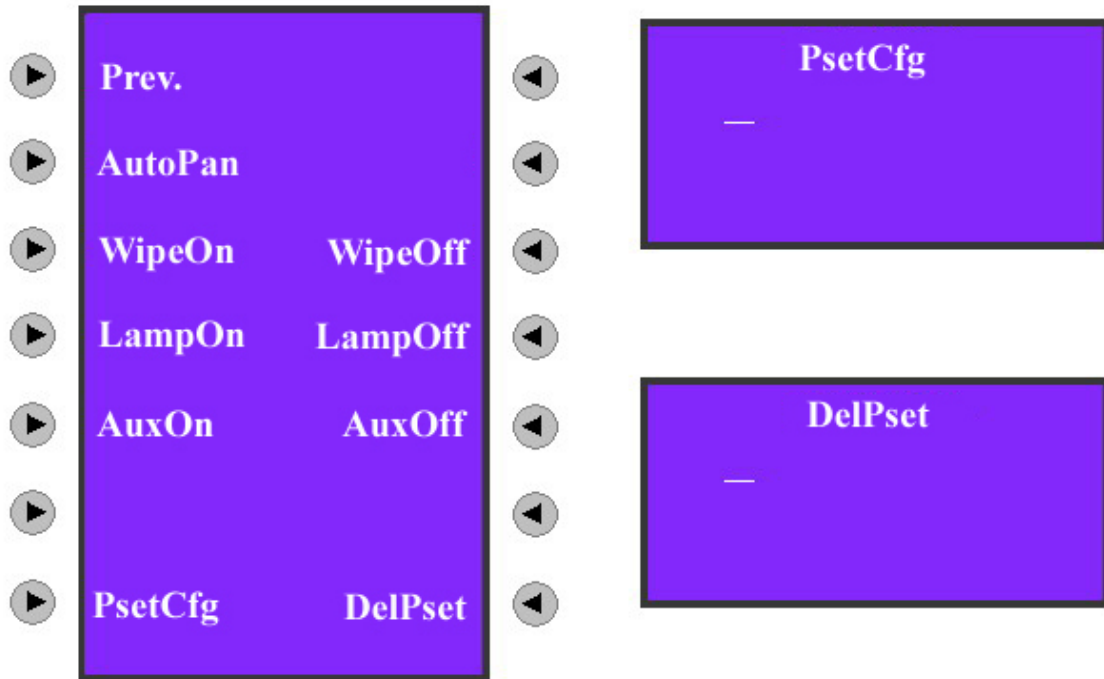 Prev.
AutoPan
WipeOn WipeOff
LampOn LampOff
AuxOn AuxOff
PsetCfg DelPset
PsetCfg
DelPset